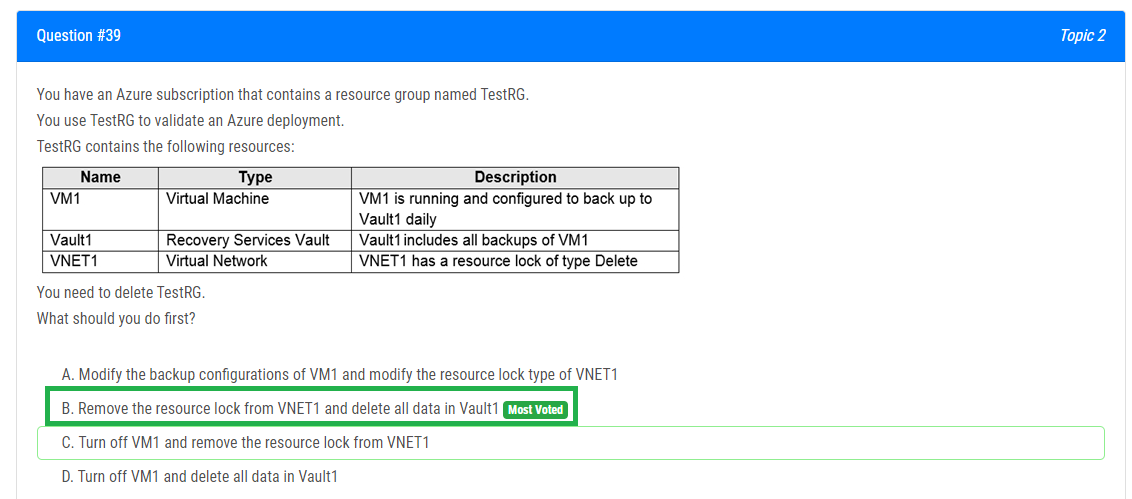 Question #39 Topic 2
You have an Azure subscription that contains a resource group named TestRG.
You use TestRG to validate an Azure deployment.
TestRG contains the following resources:
Name Type Description
VM1 Virtual Machine VM1 is running and configured to back up to
Vault1 daily
Vault1 Recovery Services Vault Vault1 includes all backups of VM1
VNET1 Virtual Network VNET1 has a resource lock of type Delete
You need to delete TestRG.
What should you do first?
A. Modify the backup configurations of VM1 and modify the resource lock type of VNET1
B. Remove the resource lock from VNET1 and delete all data in Vault1 Most Voted
C. Turn off VM1 and remove the resource lock from VNET1
D. Turn off VM1 and delete all data in Vault1